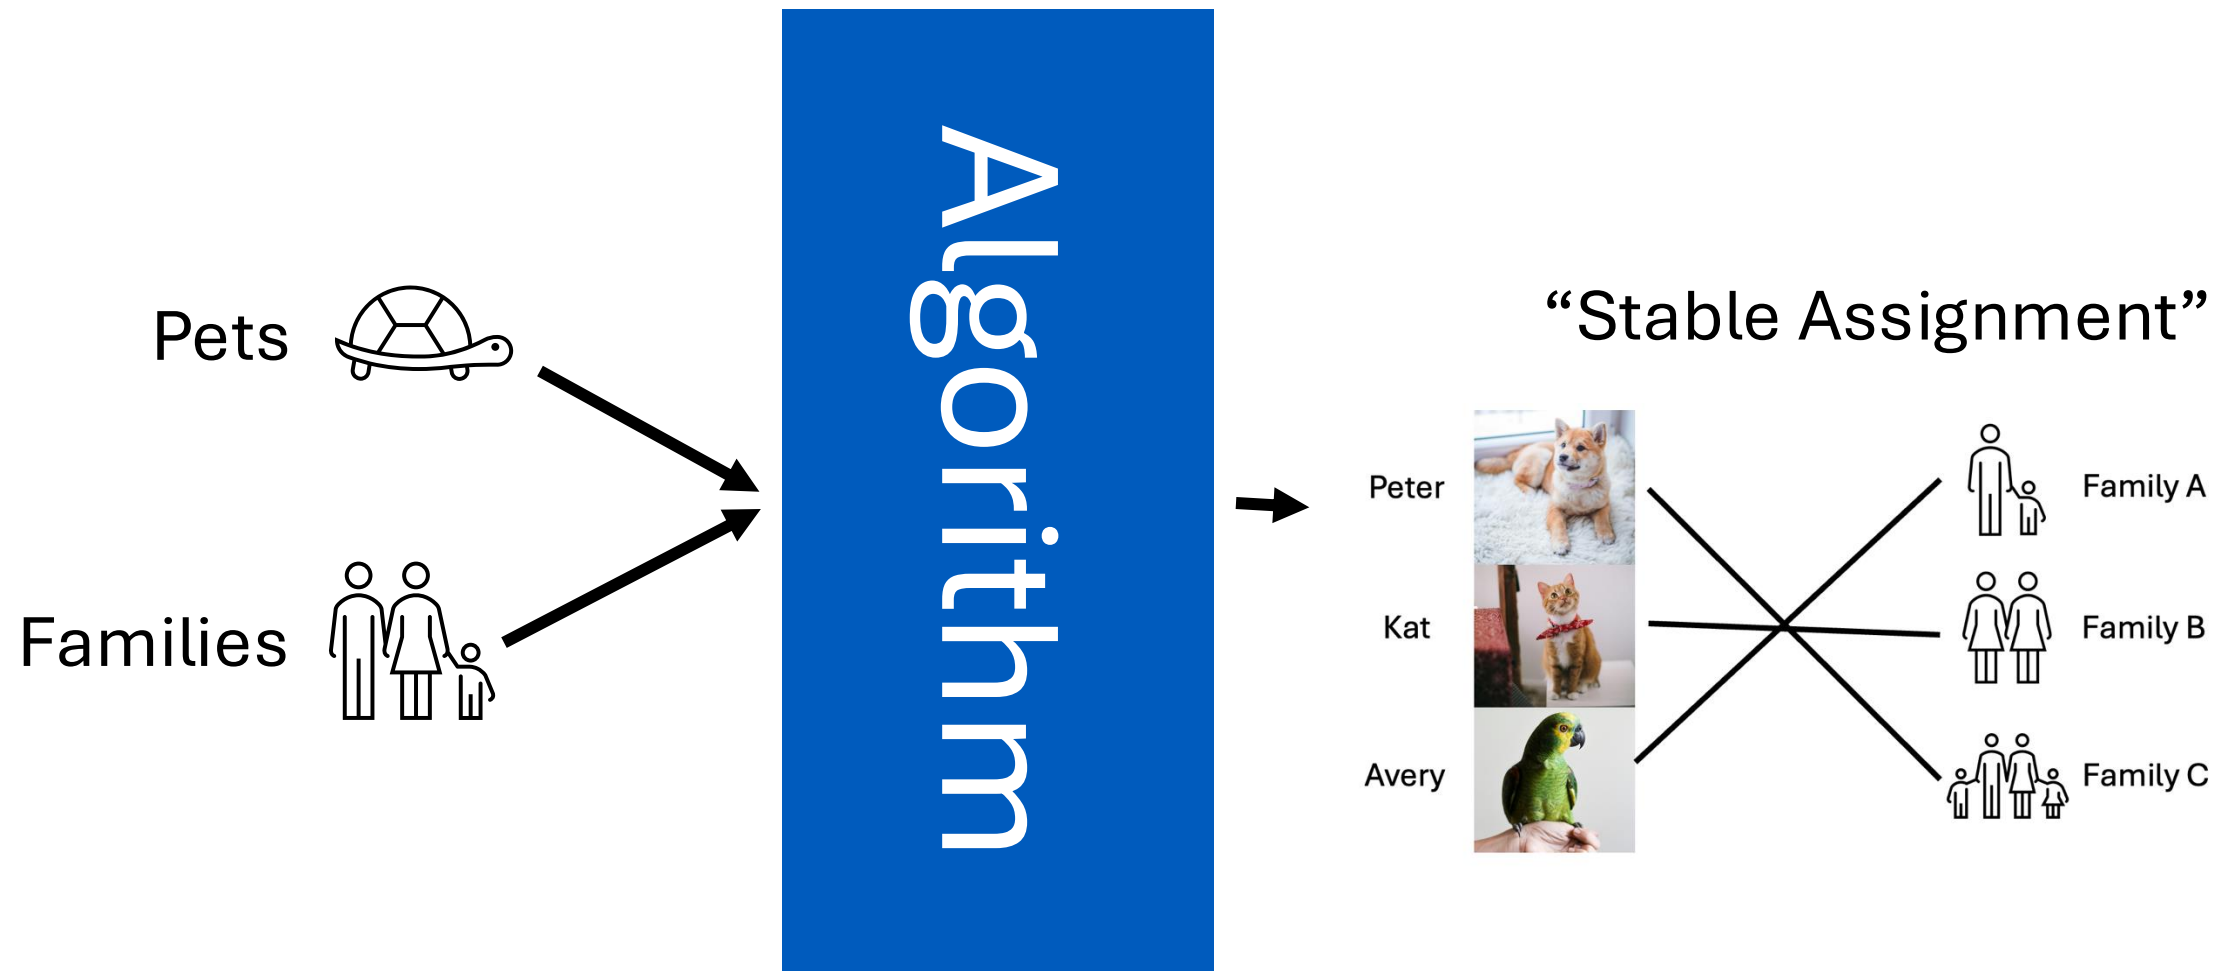 Pets
Families
Algorithm
“Stable Assignment”
Peter
Family A
Kat
Family B
Avery
Family C